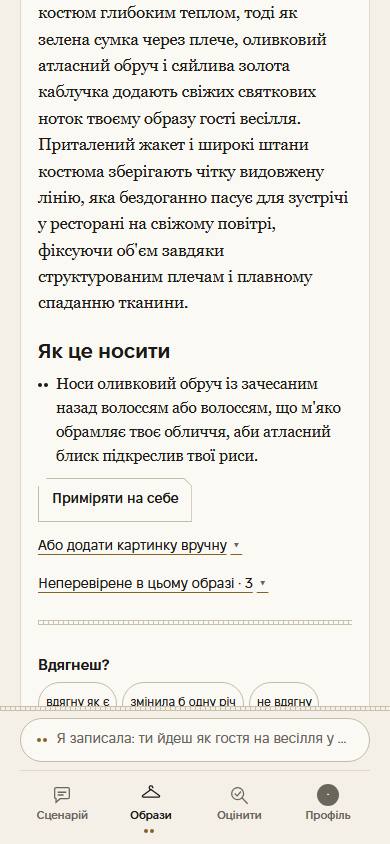 костюм глибоким теплом, тоді як
зелена сумка через плече, оливковий
атласний обруч і сяйлива золота
каблучка додають свіжих святкових
ноток твоєму образу гості весілля.
Приталений жакет і широкі штани
костюма зберігають чітку видовжену
лінію, яка бездоганно пасує для зустрічі
у ресторані на свіжому повітрі,
фіксуючи об'єм завдяки
структурованим плечам і плавному
спаданню тканини.
Як це носити
Носи оливковий обруч із зачесаним
назад волоссям або волоссям, що м'яко
обрамляє твоє обличчя, аби атласний
блиск підкреслив твої риси.
Приміряти на себе
Або додати картинку вручну
Неперевірене в цьому образі · 3
Вдягнеш?
вдягну як є
змінила б одну річ
не вдягну
Я записала: ти йдеш як гостя на весілля у ...
Сценарій
Образи
Оцінити
Профіль